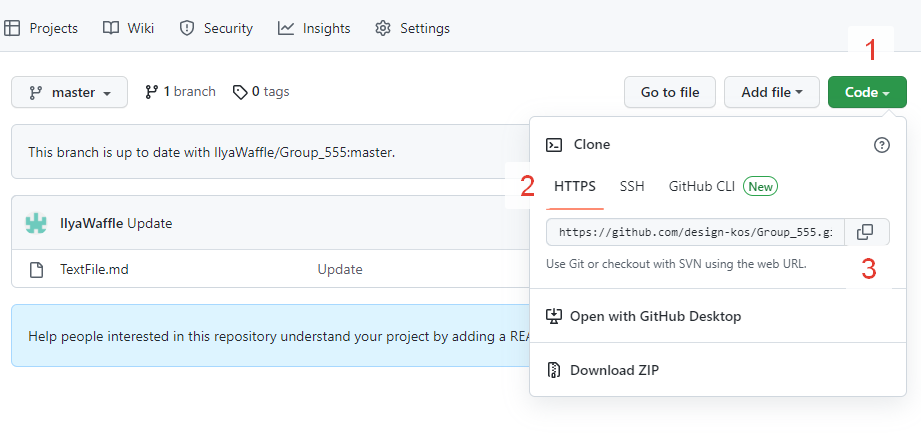 Projects Wiki Security Insights Settings
1
master 1 branch 0 tags Go to file Add file Code
This branch is up to date with IlyaWaffle/Group_555:master.
Clone
2 HTTPS SSH GitHub CLI New
IlyaWaffle Update
https://github.com/design-kos/Group_555.gi
Use Git or checkout with SVN using the web URL.
3
TextFile.md Update
Open with GitHub Desktop
Help people interested in this repository understand your project by adding a REA
Download ZIP